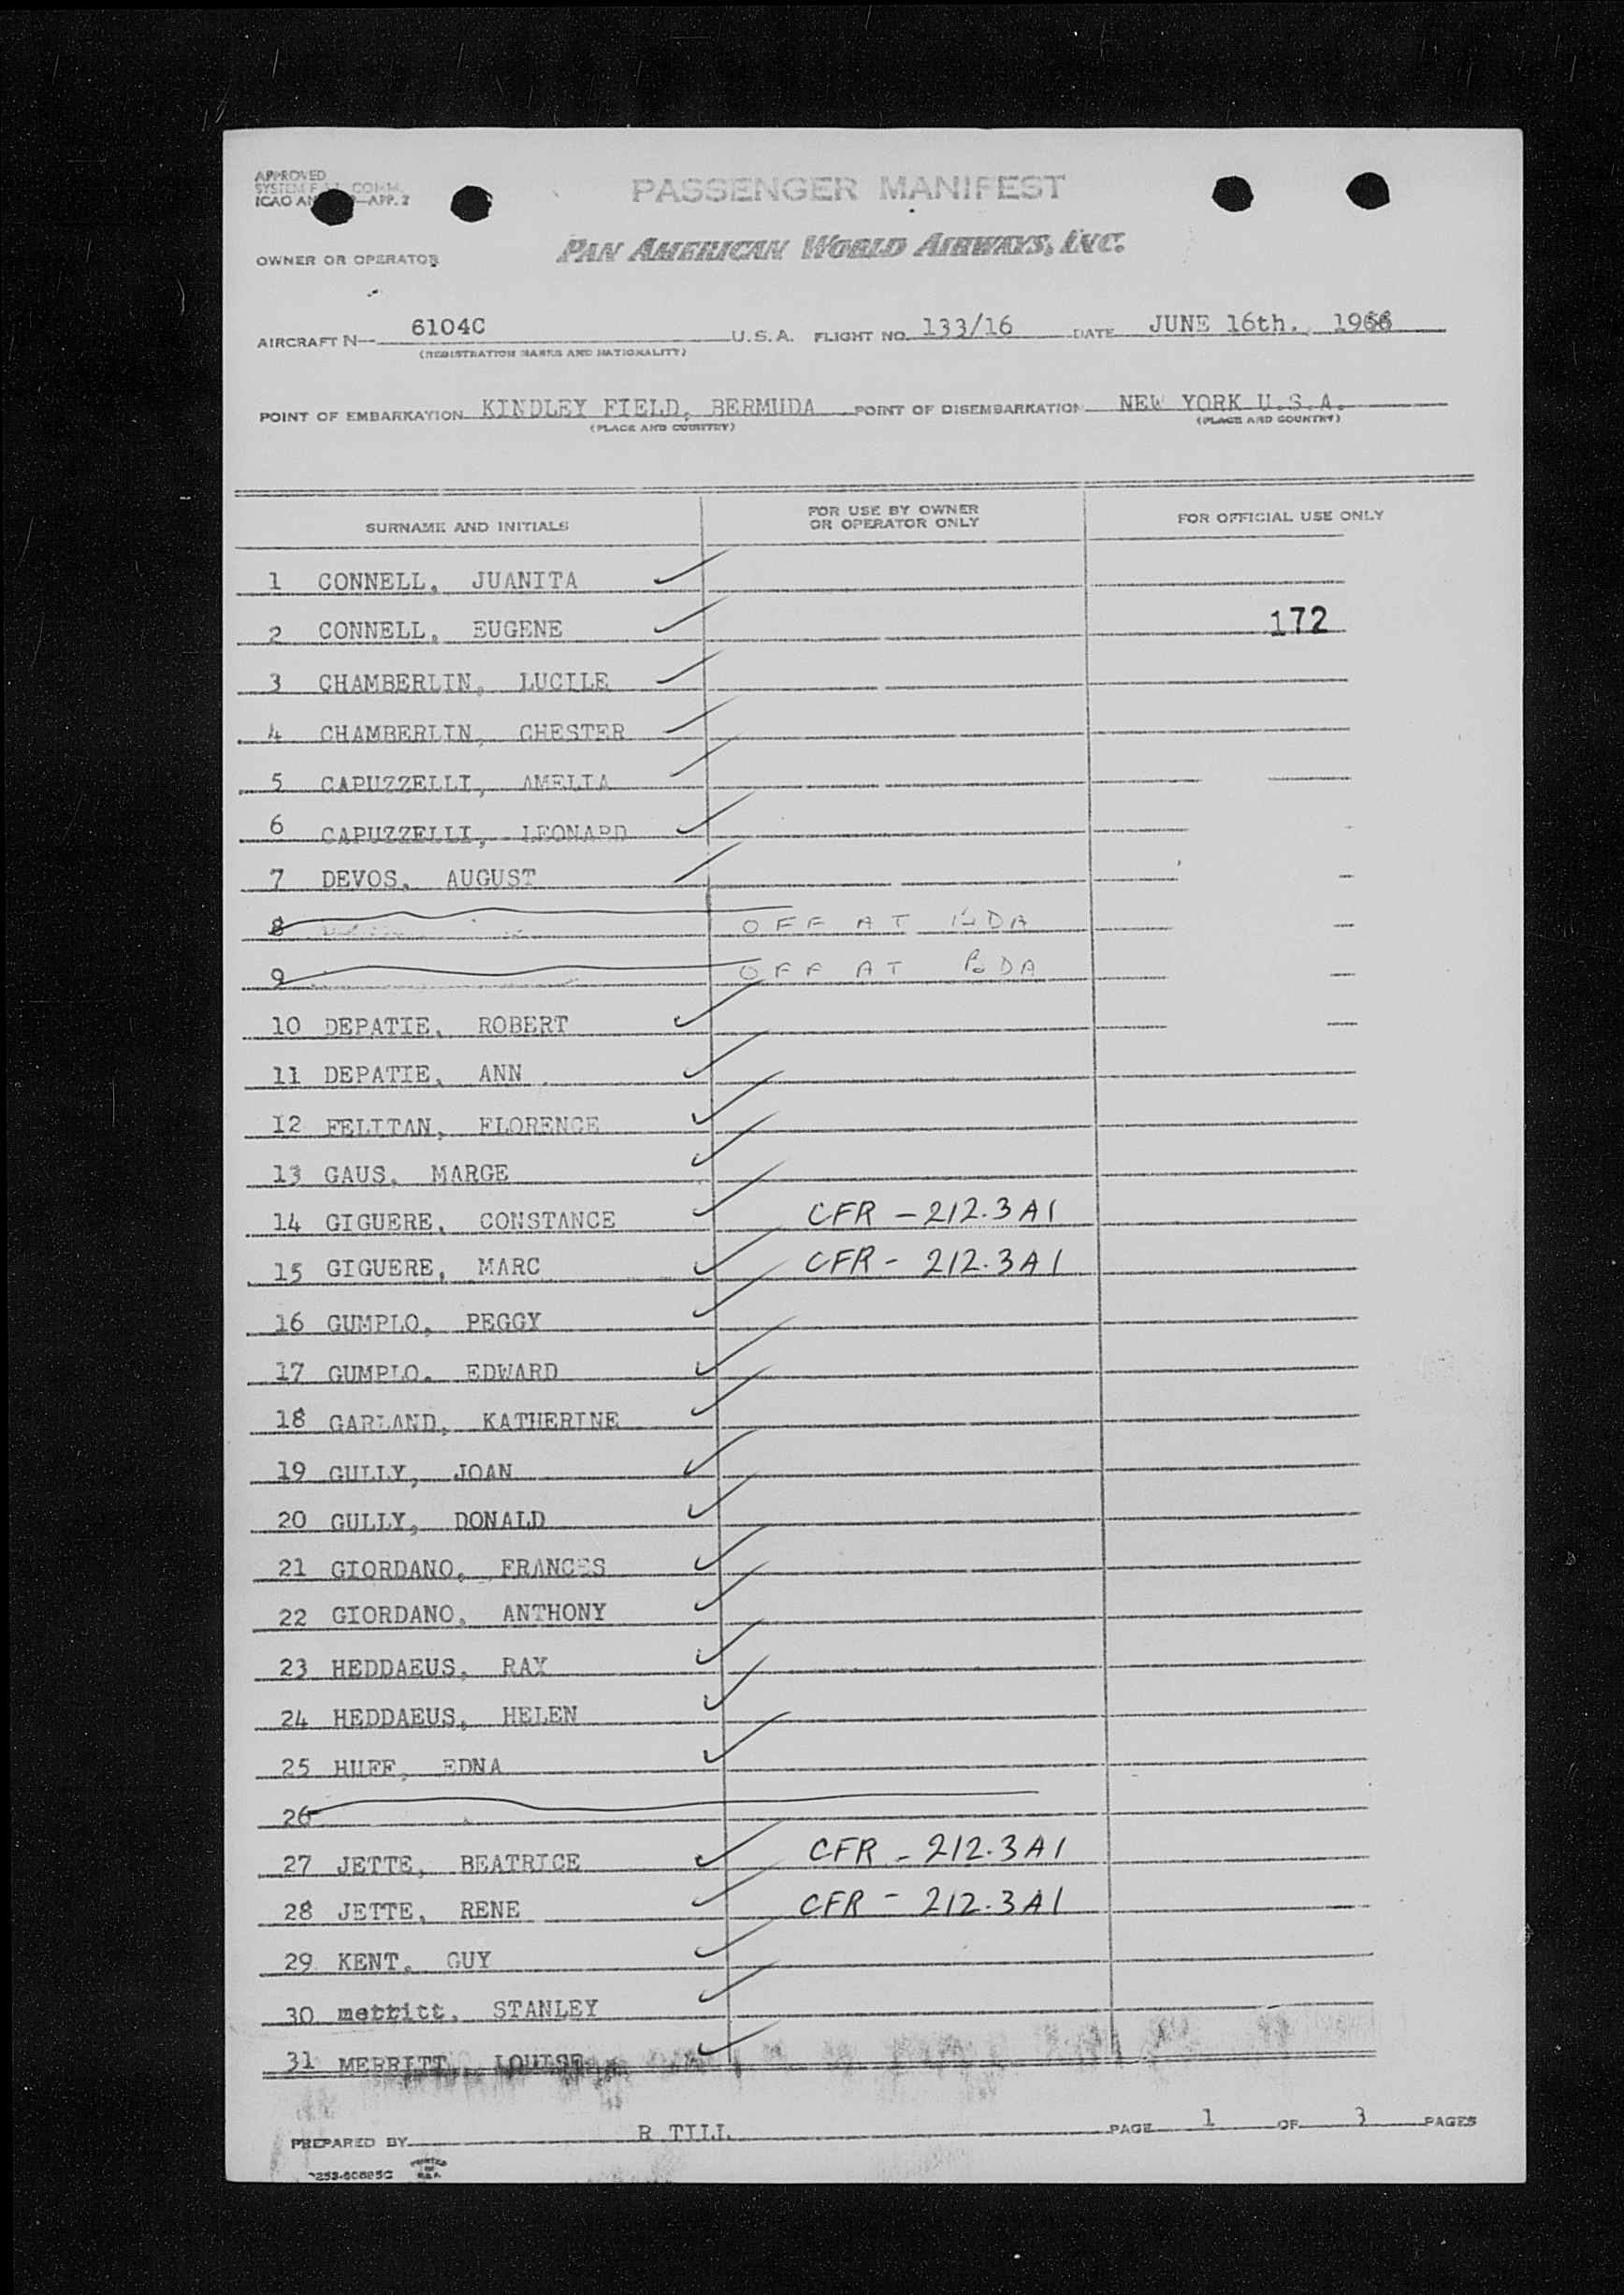 APPROVED
PASSENGER MANIFEST
OWNER OR OPERATOR PAN AMERICAN WORLD AIRWAYS, INC.
AIRCRAFT N- 6104C U.S.A. FLIGHT NO. 133/16 DATE JUNE 16th. 1966
(REGISTRATION MARKS AND NATIONALITY)
POINT OF EMBARKATION KINDLEY FIELD, BERMUDA POINT OF DISEMBARKATION NEW YORK U.S.A.
(PLACE AND COUNTRY) (PLACE AND COUNTRY)
SURNAME AND INITIALS FOR USE BY OWNER OR OPERATOR ONLY FOR OFFICIAL USE ONLY
1 CONNELL, JUANITA
2 CONNELL, EUGENE 172
3 CHAMBERLIN, LUCILE
4 CHAMBERLIN, CHESTER
5 CAPUZZELLI, AMELIA
6 CAPUZZELLI, LEONARD
7 DEVOS, AUGUST
8 OFF AT BDA
9 OFF AT BDA
10 DEPATIE, ROBERT
11 DEPATIE, ANN
12 FELITAN, FLORENCE
13 GAUS, MARGE
14 GIGUERE, CONSTANCE CFR - 212.3A1
15 GIGUERE, MARC CFR - 212.3A1
16 GUMPLO, PEGGY
17 GUMPLO, EDWARD
18 GARLAND, KATHERINE
19 GULLY, JOAN
20 GULLY, DONALD
21 GIORDANO, FRANCES
22 GIORDANO, ANTHONY
23 HEDDAEUS, RAY
24 HEDDAEUS, HELEN
25 HUFF, EDNA
26
27 JETTE, BEATRICE CFR - 212.3A1
28 JETTE, RENE CFR - 212.3A1
29 KENT, GUY
30 merritt, STANLEY
31 MERRITT, LOUISE
PREPARED BY R TILL PAGE 1 OF 3 PAGES
PRINTED IN U.S.A.